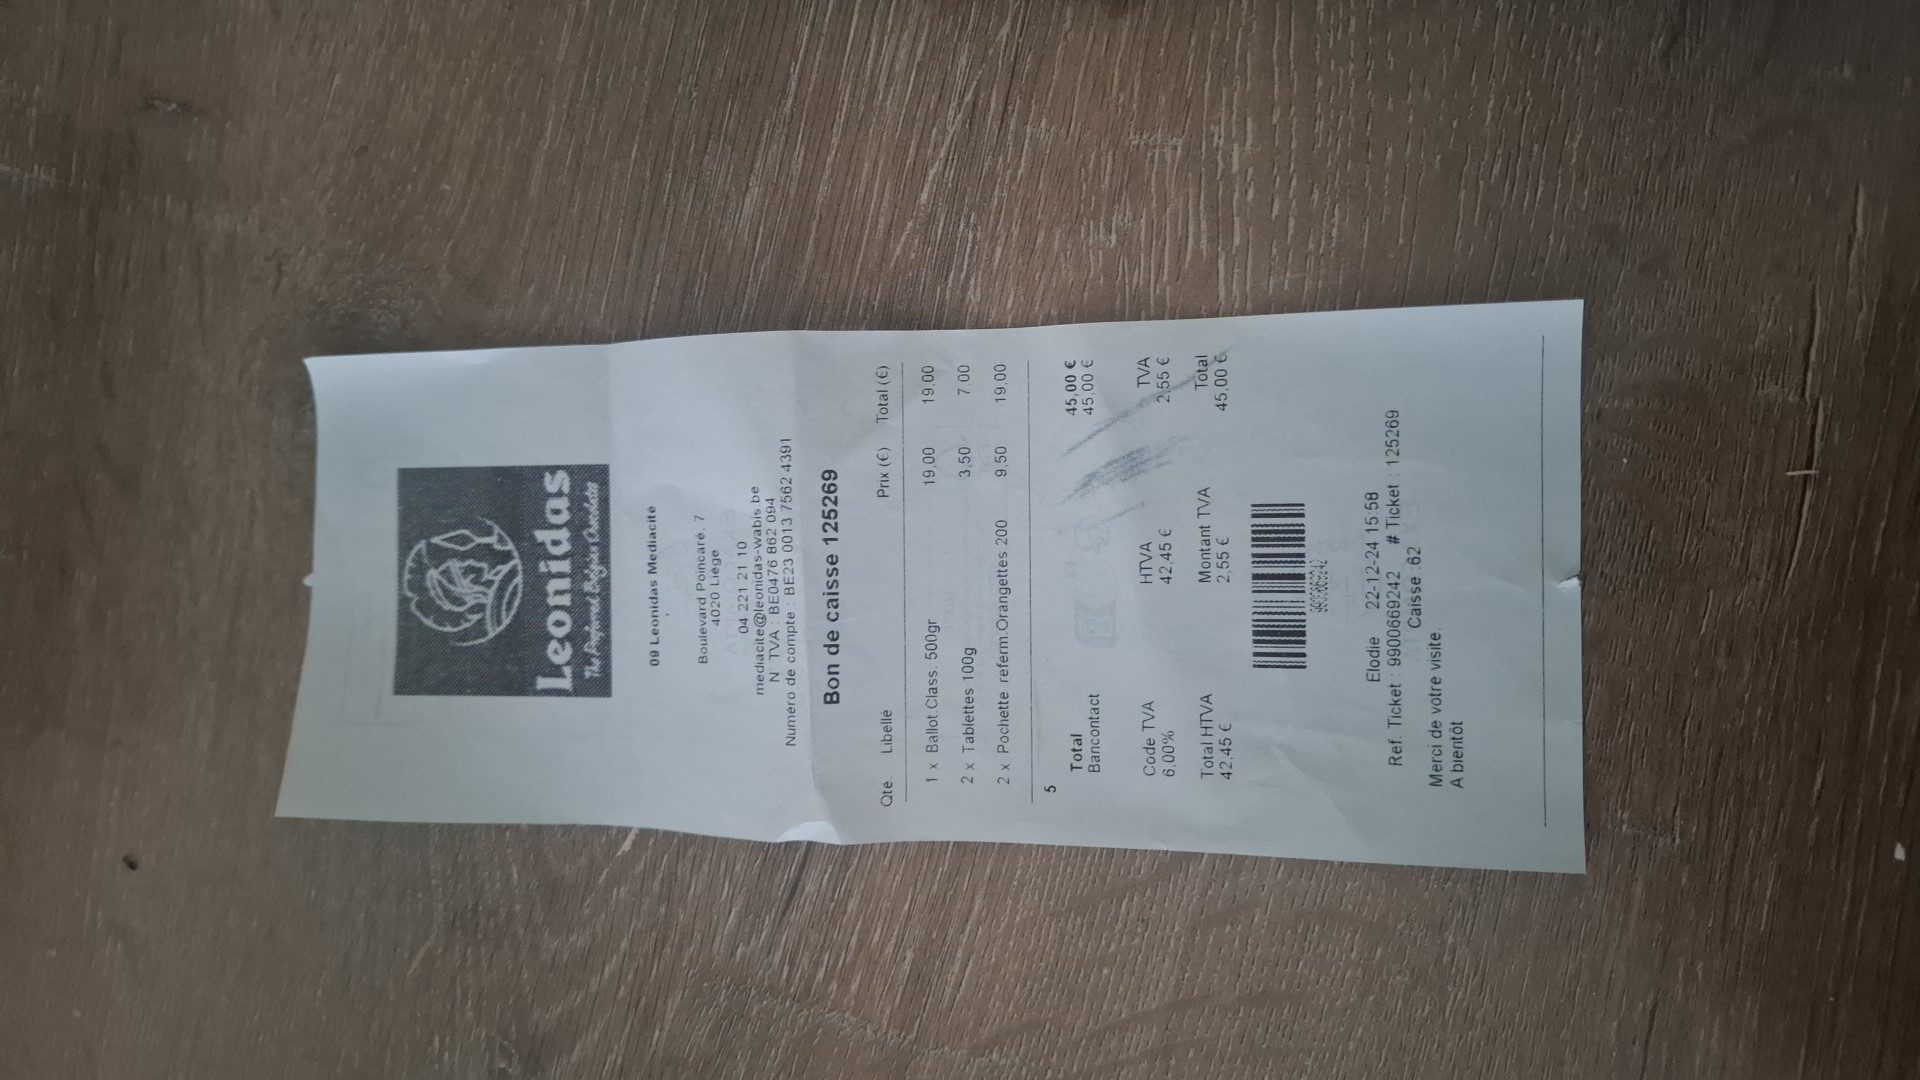 Leonidas
The Preferred Belgian Chocolates
09 Leonidas Mediacité
Boulevard Poincaré, 7
4020 Liège
04 221 21 10
mediacite@leonidas-wabis.be
N° TVA : BE0476 862 094
Numero de compte : BE23 0013 7562 4391
Bon de caisse 125269
Qté Libellé Prix (€) Total (€)
1 x Ballot.Class. 500gr 19,00 19,00
2 x Tablettes 100g 3,50 7,00
2 x Pochette referm.Orangettes 200 9,50 19,00
5
Total 45,00 €
Bancontact 45,00 €
Code TVA HTVA TVA
6,00% 42,45 € 2,55 €
Total HTVA Montant TVA Total
42,45 € 2,55 € 45,00 €
9900669242
Elodie 22-12-24 15:58
Ref. Ticket : 9900669242 # Ticket : 125269
Caisse :62
Merci de votre visite.
A bientôt